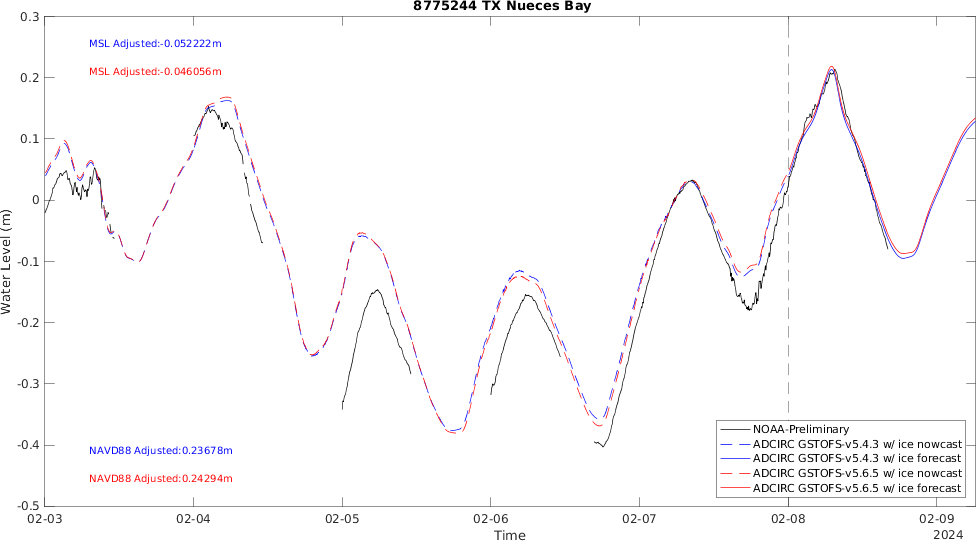 8775244 TX Nueces Bay
0.3
0.2
0.1
0
-0.1
-0.2
-0.3
-0.4
-0.5
Water Level (m)
MSL Adjusted:-0.052222m
MSL Adjusted:-0.046056m
NAVD88 Adjusted:0.23678m
NAVD88 Adjusted:0.24294m
NOAA-Preliminary
ADCIRC GSTOFS-v5.4.3 w/ ice nowcast
ADCIRC GSTOFS-v5.4.3 w/ ice forecast
ADCIRC GSTOFS-v5.6.5 w/ ice nowcast
ADCIRC GSTOFS-v5.6.5 w/ ice forecast
02-03 02-04 02-05 02-06 02-07 02-08 02-09
Time
2024